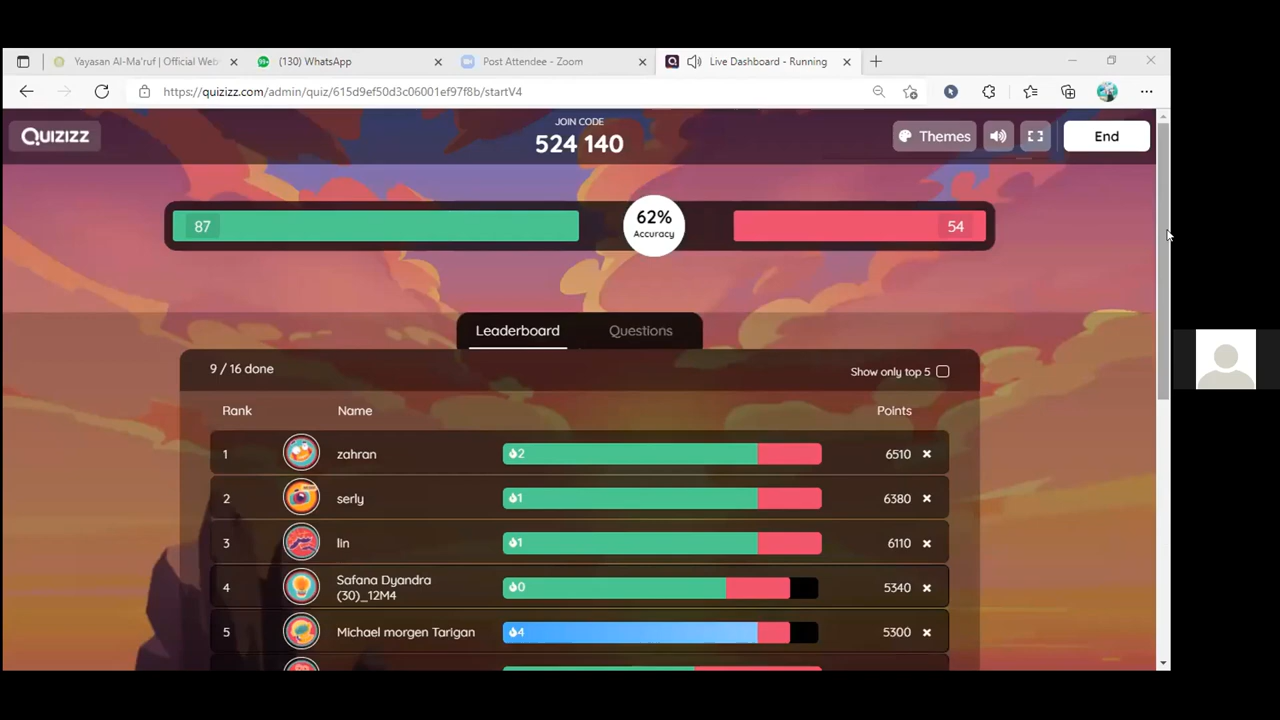 Yayasan Al-Ma'ruf | Official Web
99+ (130) WhatsApp
Post Attendee - Zoom
Live Dashboard - Running
https://quizizz.com/admin/quiz/615d9ef50d3c06001ef97f8b/startV4
QUIZIZZ
JOIN CODE
524 140
Themes
End
87
62%
Accuracy
54
Leaderboard
Questions
9 / 16 done
Show only top 5
Rank Name Points
1 zahran 2 6510
2 serly 1 6380
3 lin 1 6110
4 Safana Dyandra (30)_12M4 0 5340
5 Michael morgen Tarigan 4 5300